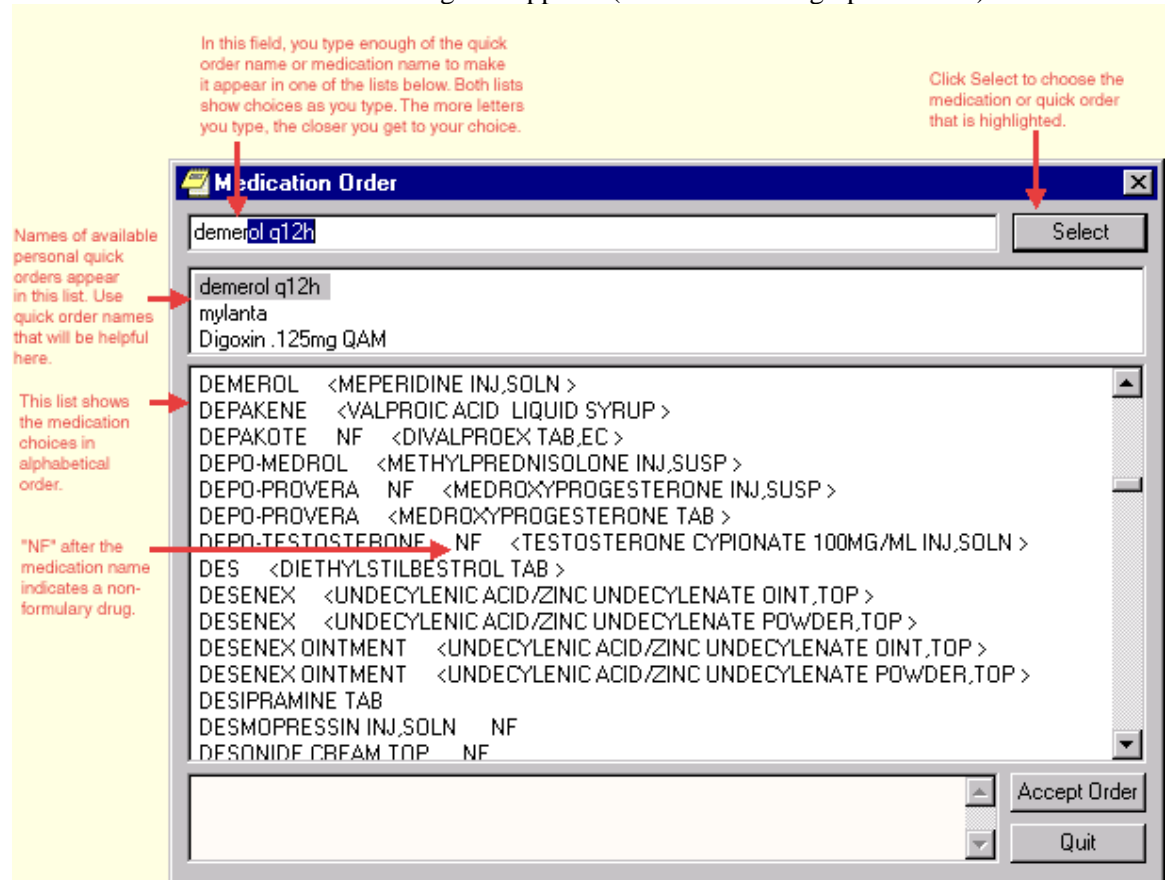 In this field, you type enough of the quick
order name or medication name to make
it appear in one of the lists below. Both lists
show choices as you type. The more letters
you type, the closer you get to your choice.
Click Select to choose the
medication or quick order
that is highlighted.
Medication Order
demerol q12h
Select
Names of available
personal quick
orders appear
in this list. Use
quick order names
that will be helpful
here.
demerol q12h
mylanta
Digoxin .125mg QAM
This list shows
the medication
choices in
alphabetical
order.
DEMEROL <MEPERIDINE INJ,SOLN >
DEPAKENE <VALPROIC ACID LIQUID SYRUP >
DEPAKOTE NF <DIVALPROEX TAB,EC >
DEPO-MEDROL <METHYLPREDNISOLONE INJ,SUSP >
DEPO-PROVERA NF <MEDROXYPROGESTERONE INJ,SUSP >
DEPO-PROVERA <MEDROXYPROGESTERONE TAB >
DEPO-TESTOSTERONE NF <TESTOSTERONE CYPIONATE 100MG/ML INJ,SOLN >
DES <DIETHYLSTILBESTROL TAB >
DESENEX <UNDECYLENIC ACID/ZINC UNDECYLENATE OINT,TOP >
DESENEX <UNDECYLENIC ACID/ZINC UNDECYLENATE POWDER,TOP >
DESENEX OINTMENT <UNDECYLENIC ACID/ZINC UNDECYLENATE OINT,TOP >
DESENEX OINTMENT <UNDECYLENIC ACID/ZINC UNDECYLENATE POWDER,TOP >
DESIPRAMINE TAB
DESMOPRESSIN INJ,SOLN NF
DESONIDE CREAM,TOP NF
"NF" after the
medication name
indicates a non-
formulary drug.
Accept Order
Quit